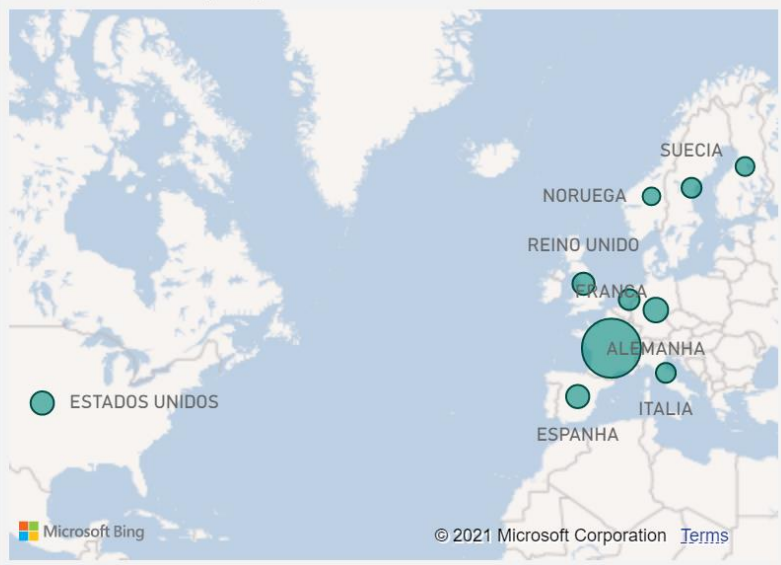 SUECIA
NORUEGA
REINO UNIDO
FRANCA
ALEMANHA
ESTADOS UNIDOS
ITALIA
ESPANHA
Microsoft Bing
© 2021 Microsoft Corporation Terms